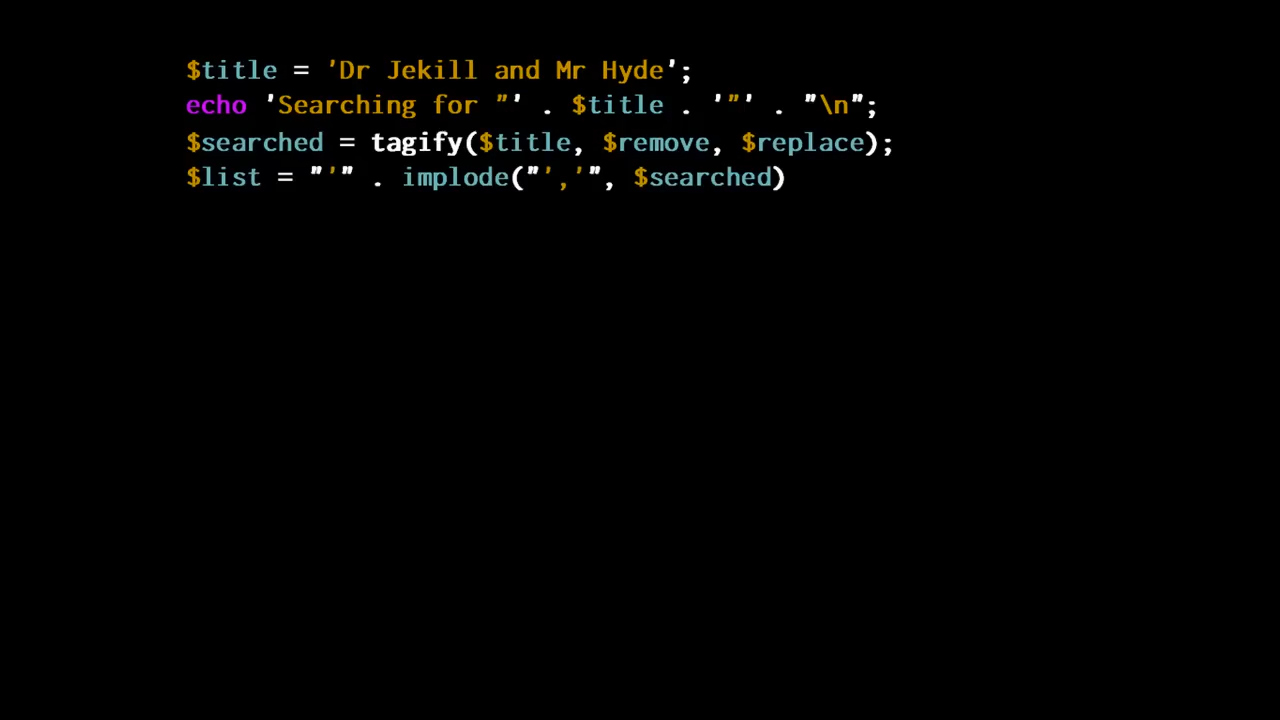 $title = 'Dr Jekill and Mr Hyde';
echo 'Searching for "' . $title . '"' . "\n";
$searched = tagify($title, $remove, $replace);
$list = "'" . implode("','", $searched)